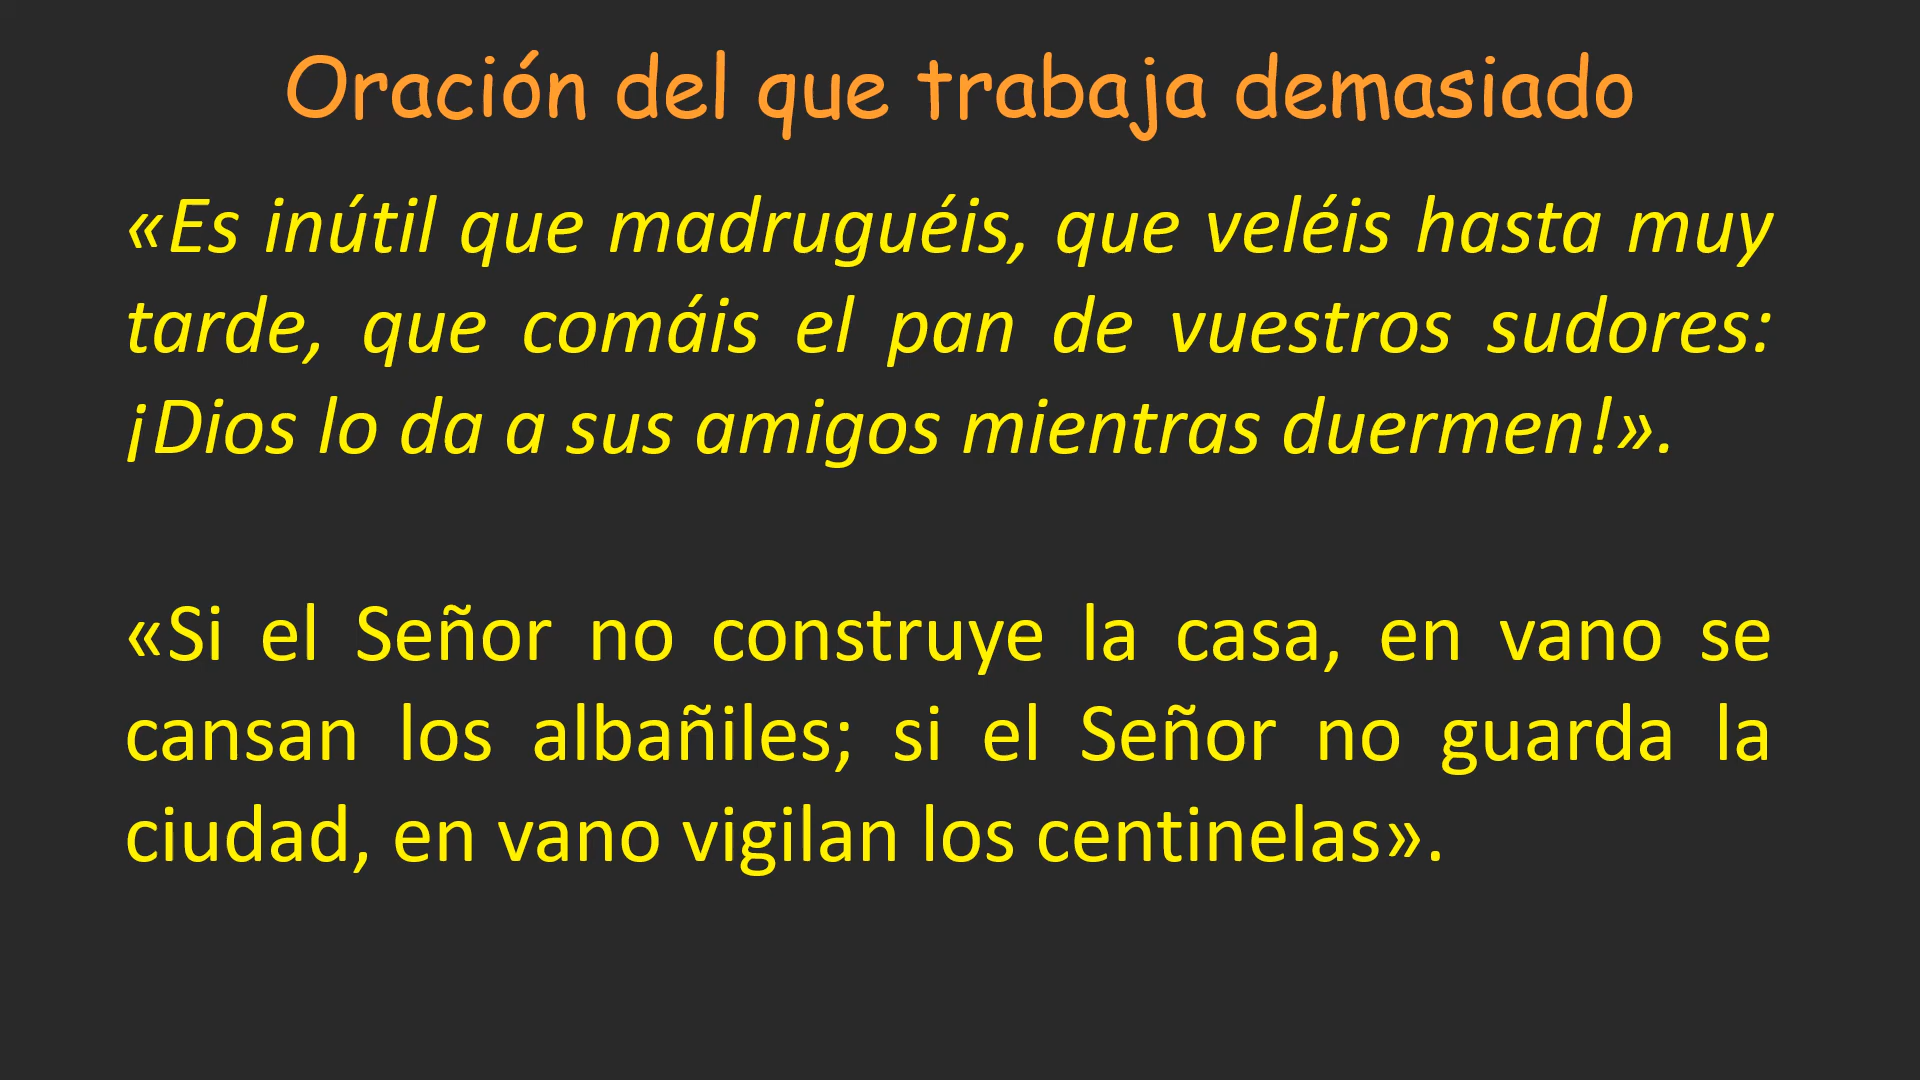 Oración del que trabaja demasiado
«Es inútil que madruguéis, que veléis hasta muy
tarde, que comáis el pan de vuestros sudores:
¡Dios lo da a sus amigos mientras duermen!».
«Si el Señor no construye la casa, en vano se
cansan los albañiles; si el Señor no guarda la
ciudad, en vano vigilan los centinelas».